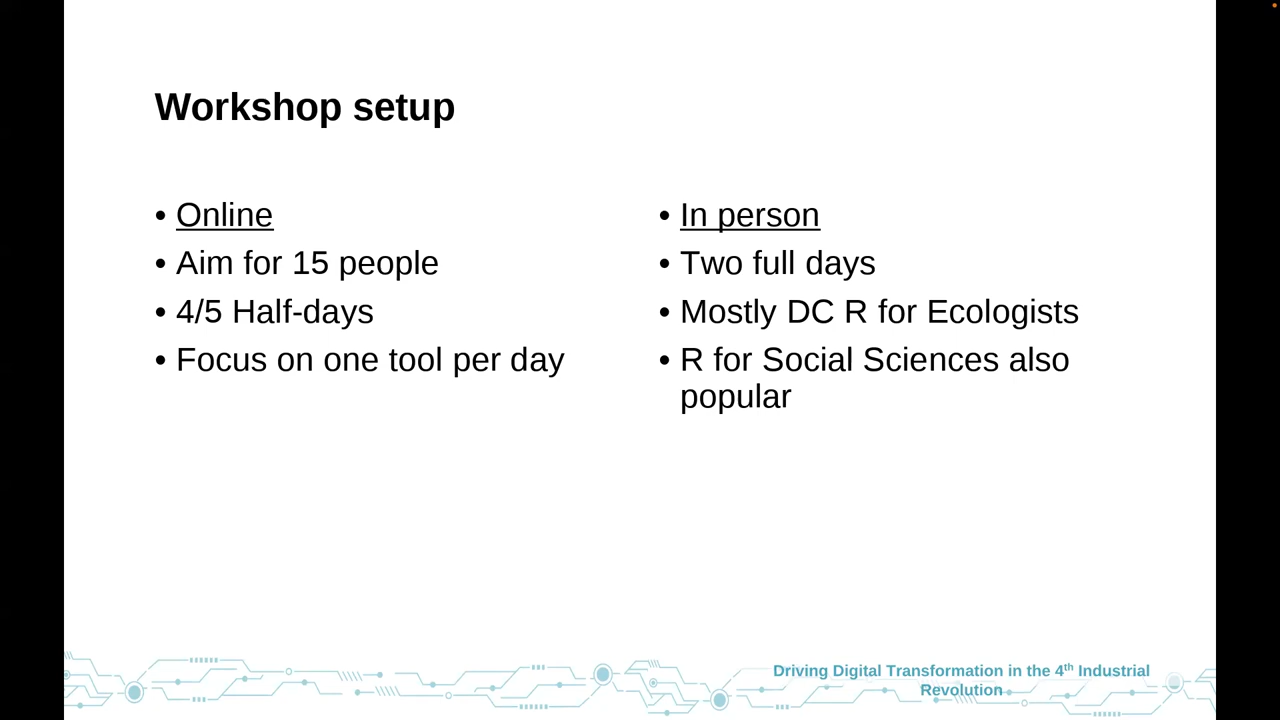 Workshop setup
• Online
• Aim for 15 people
• 4/5 Half-days
• Focus on one tool per day
• In person
• Two full days
• Mostly DC R for Ecologists
• R for Social Sciences also
popular
Driving Digital Transformation in the 4th Industrial
Revolution